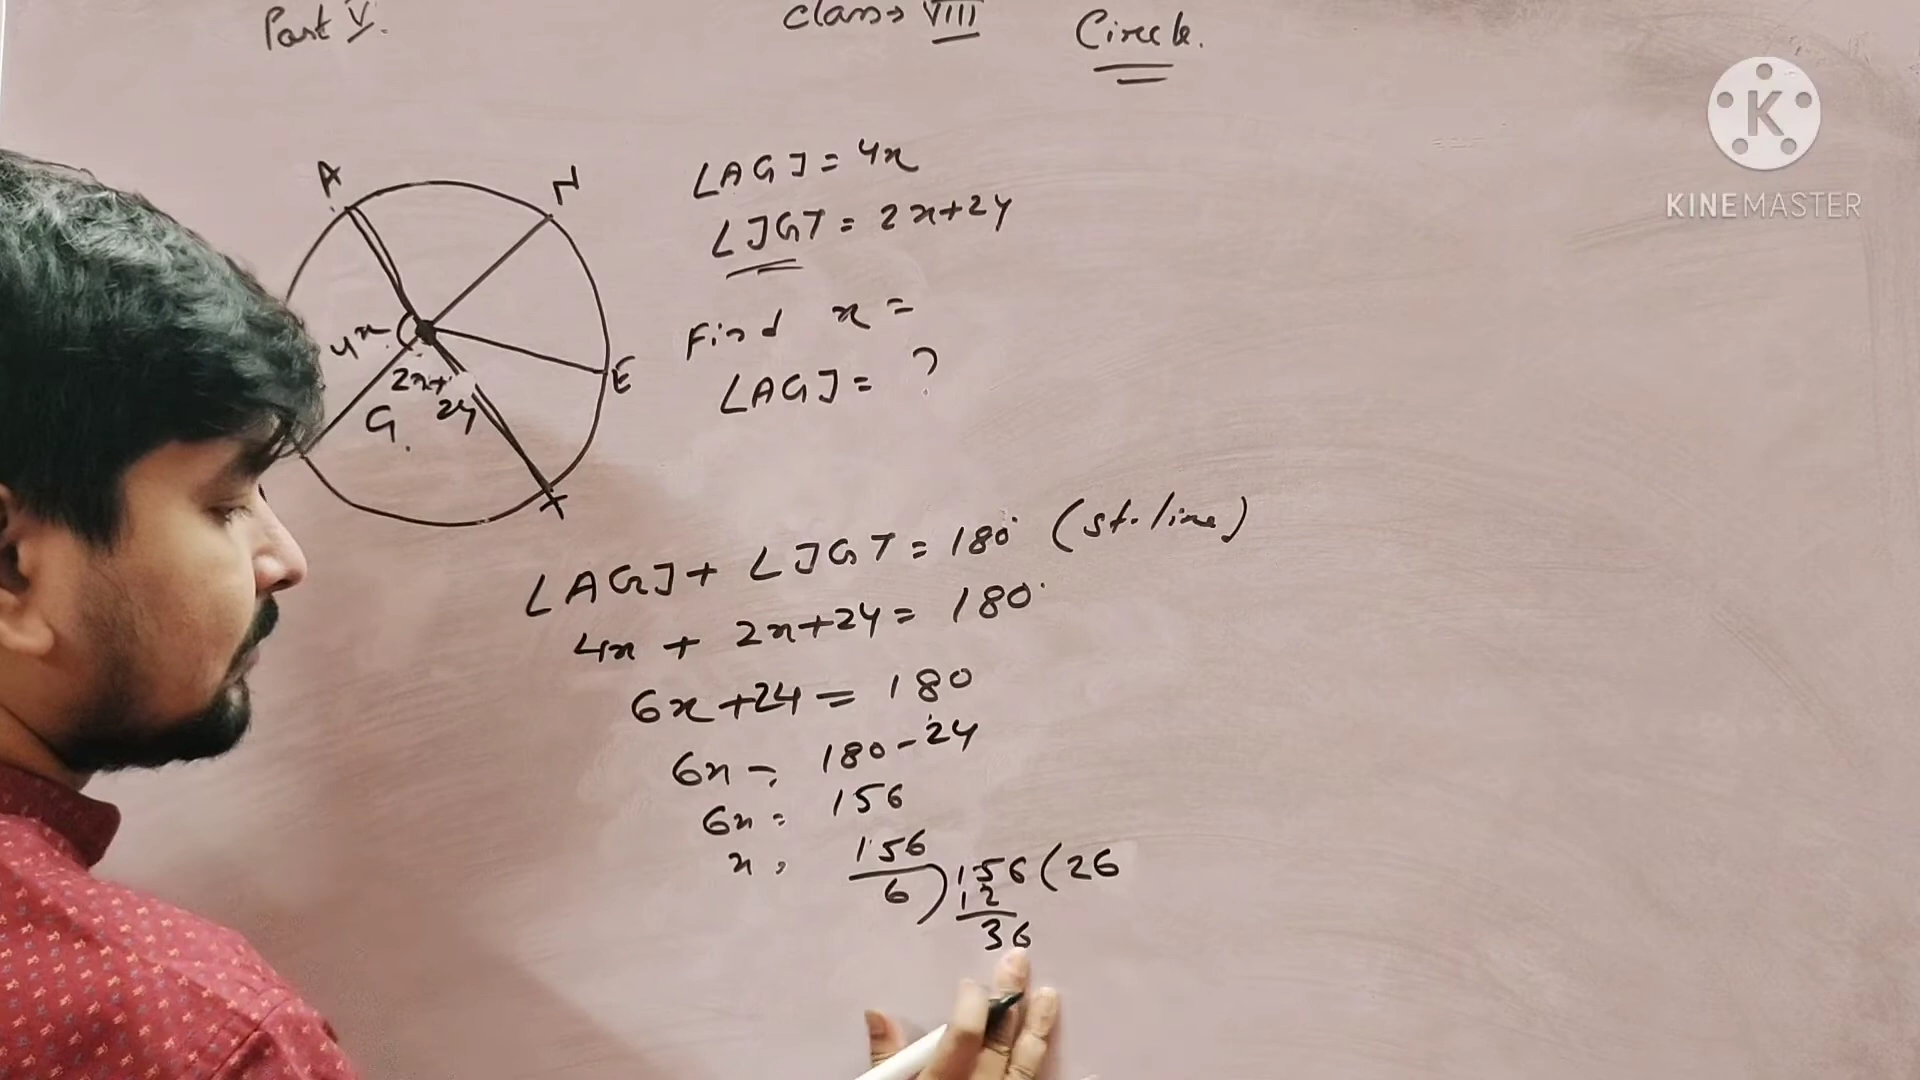 Part V.
Class → VIII
Circle.
K
KINEMASTER
A
N
4x
2x+
24
G
E
T
∠AGJ = 4x
∠JGT = 2x+24
Find x =
∠AGJ = ?
∠AGJ + ∠JGT = 180° (st. line)
4x + 2x+24 = 180°
6x +24 = 180
6x = 180-24
6x = 156
x = 156/6 ) 156 ( 26
12
36